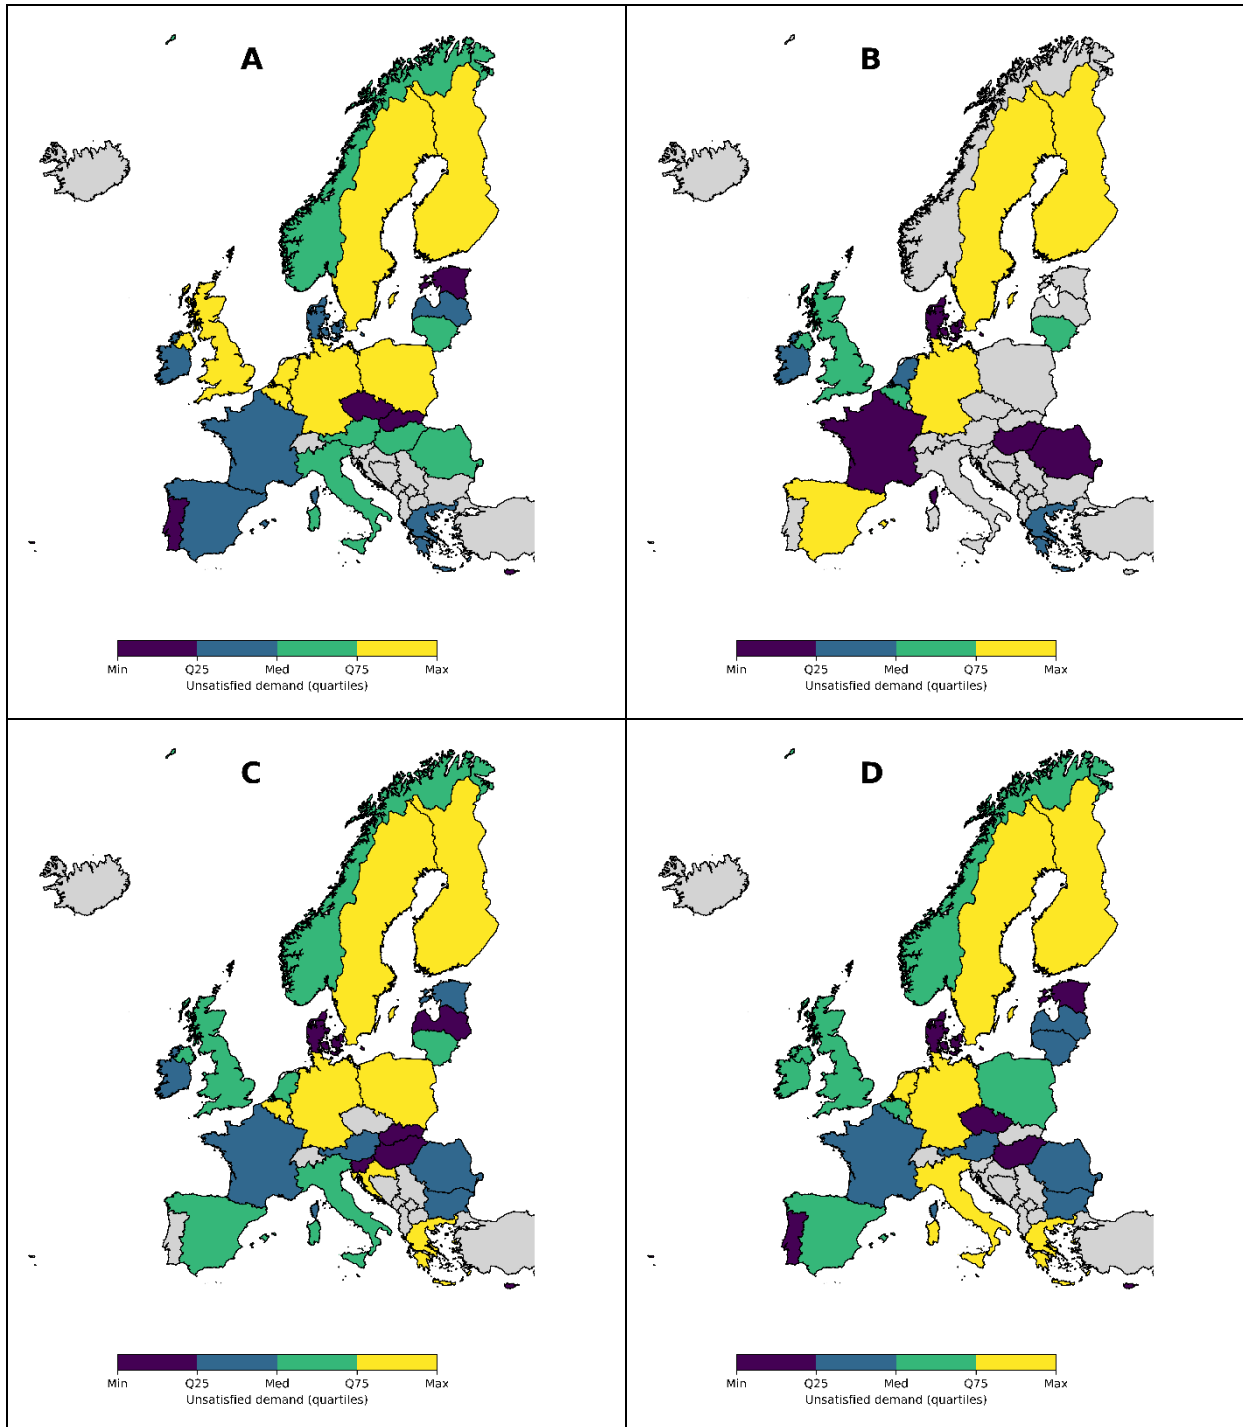 A
Min Q25 Med Q75 Max
Unsatisfied demand (quartiles)
B
Min Q25 Med Q75 Max
Unsatisfied demand (quartiles)
C
Min Q25 Med Q75 Max
Unsatisfied demand (quartiles)
D
Min Q25 Med Q75 Max
Unsatisfied demand (quartiles)